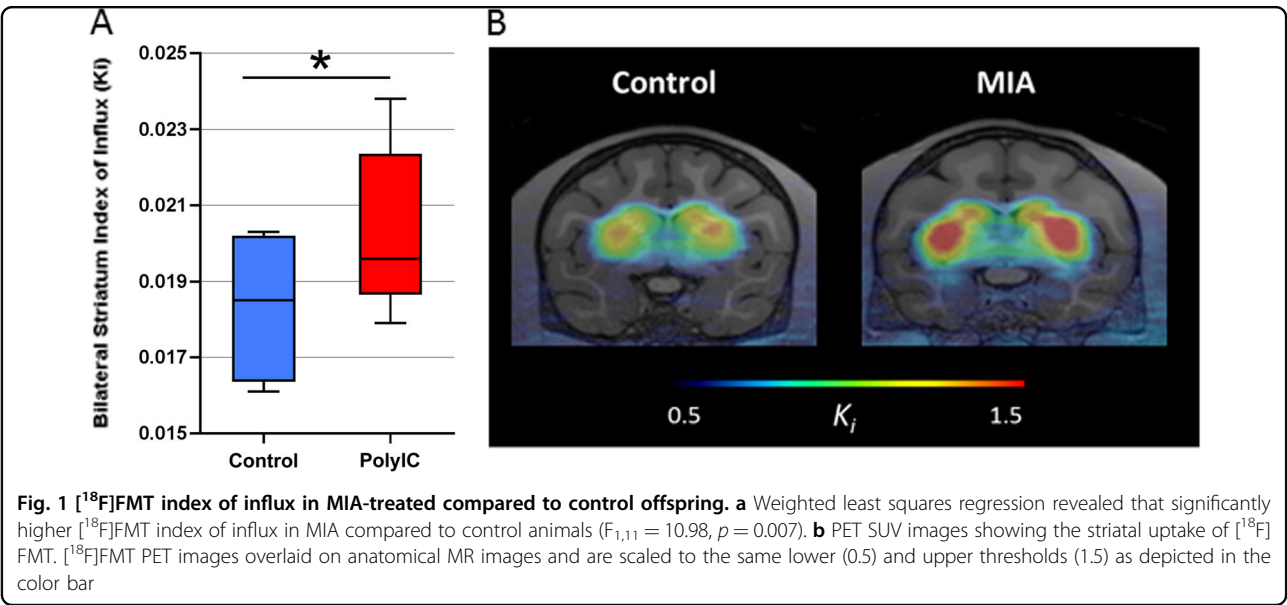 A
B
Bilateral Striatum Index of Influx (Ki)
0.025
0.023
0.021
0.019
0.017
0.015
*
Control
PolyIC
Control
MIA
0.5
Ki
1.5
Fig. 1 [18F]FMT index of influx in MIA-treated compared to control offspring. a Weighted least squares regression revealed that significantly
higher [18F]FMT index of influx in MIA compared to control animals (F1,11 = 10.98, p = 0.007). b PET SUV images showing the striatal uptake of [18F]
FMT. [18F]FMT PET images overlaid on anatomical MR images and are scaled to the same lower (0.5) and upper thresholds (1.5) as depicted in the
color bar